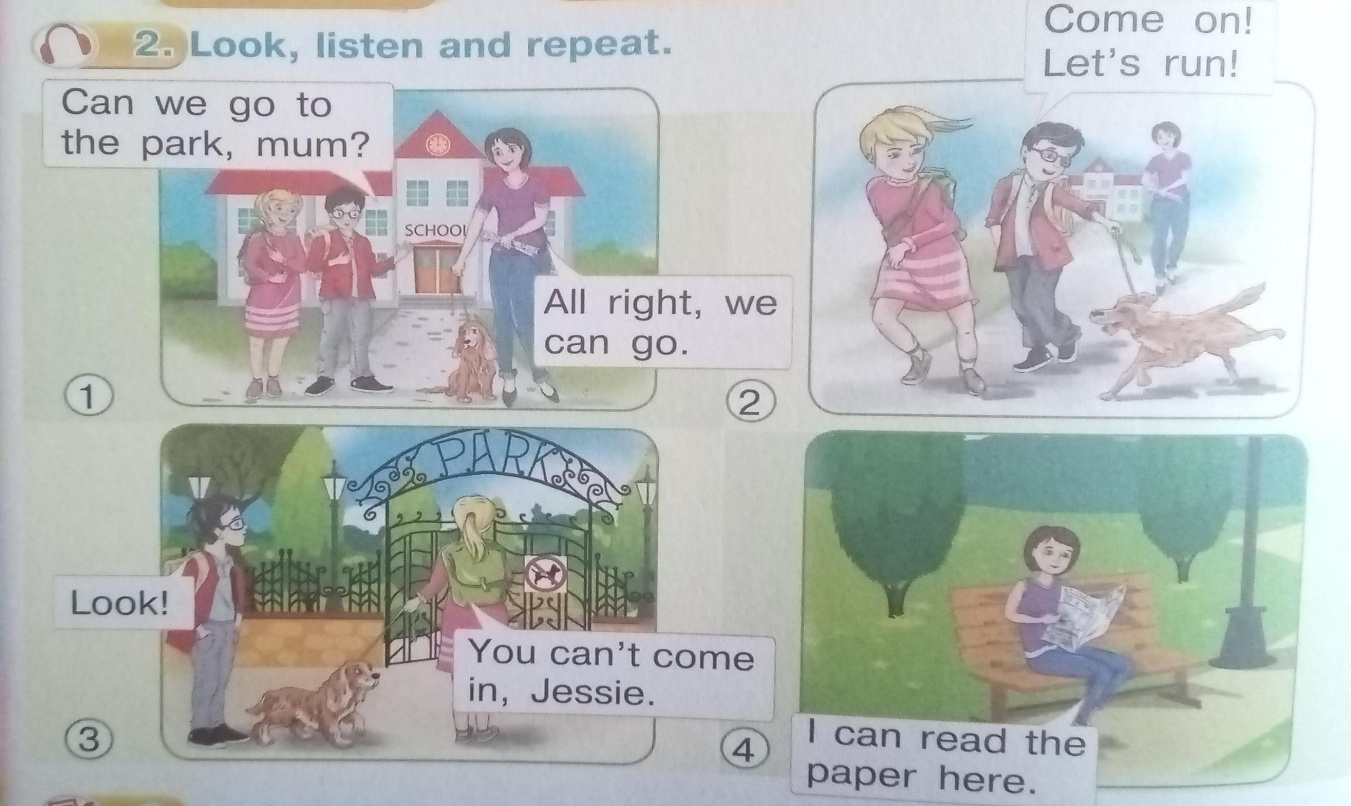 2. Look, listen and repeat.
Can we go to
the park, mum?
SCHOOL
All right, we
can go.
1
Come on!
Let's run!
SCHOOL
2
PARK
Look!
You can't come
in, Jessie.
3
I can read the
paper here.
4